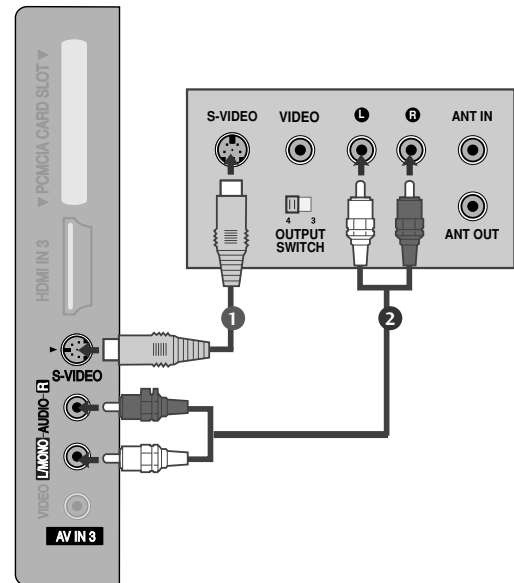 ▼ PCMCIA CARD SLOT ▼
HDMI IN 3
S-VIDEO
L/MONO AUDIO R
VIDEO
AV IN 3
S-VIDEO VIDEO L R ANT IN
4 3
OUTPUT
SWITCH
ANT OUT
1
2